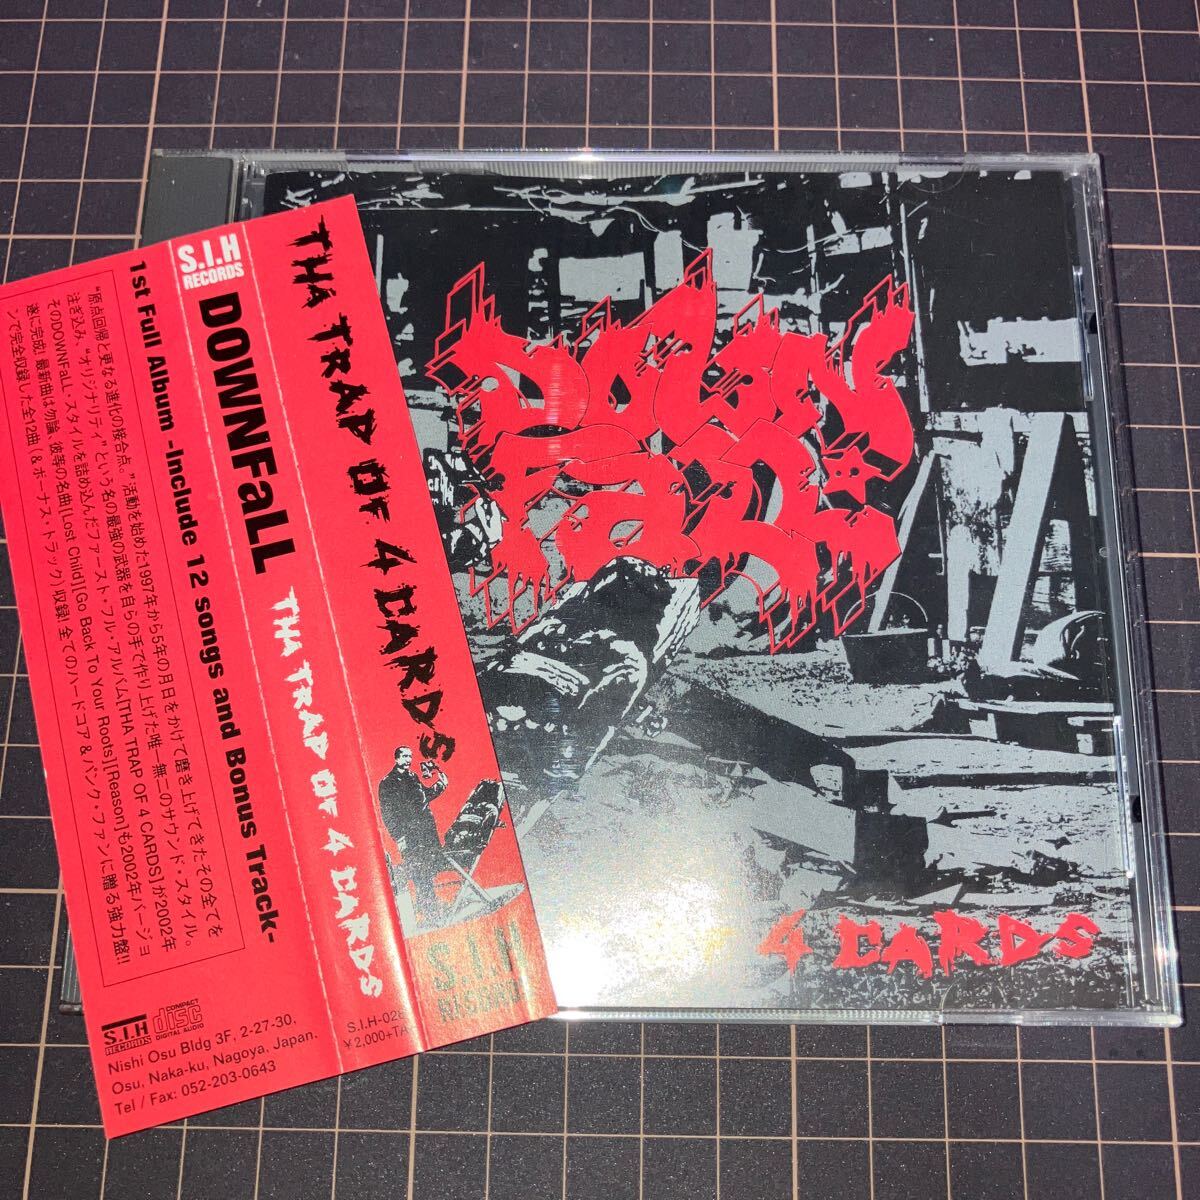 THA TRAP OF 4 CARDS
S.I.H
RECORDS
DOWNFaLL
THA TRAP OF 4 CARDS
1st Full Album -Include 12 songs and Bonus Track-
“原点回帰と更なる進化の接合点。”活動を始めた1997年から5年の月日をかけて磨き上げてきたその全てを
注ぎ込み、“オリジナリティ”という名の最強の武器を自らの手で作り上げた唯一無二のサウンド・スタイル。
そのDOWNFaLL・スタイルを詰め込んだファースト・フル・アルバム[THA TRAP OF 4 CARDS]が2002年
遂に完成! 最新曲は勿論、彼等の名曲[Lost Child][Go Back To Your Roots][Reason]も2002年バージョ
ンで完全収録した全12曲(&ボーナス・トラック)収録! 全てのハードコア&パンク・ファンに贈る強力盤!!
S.I.H
RECORDS
COMPACT
disc
DIGITAL AUDIO
Nishi Osu Bldg 3F, 2-27-30,
Osu, Naka-ku, Nagoya, Japan.
Tel / Fax: 052-203-0643
S.I.H
RECORD
S.I.H-028
¥2,000+TA
DOWN
FaLL
4 CARDS